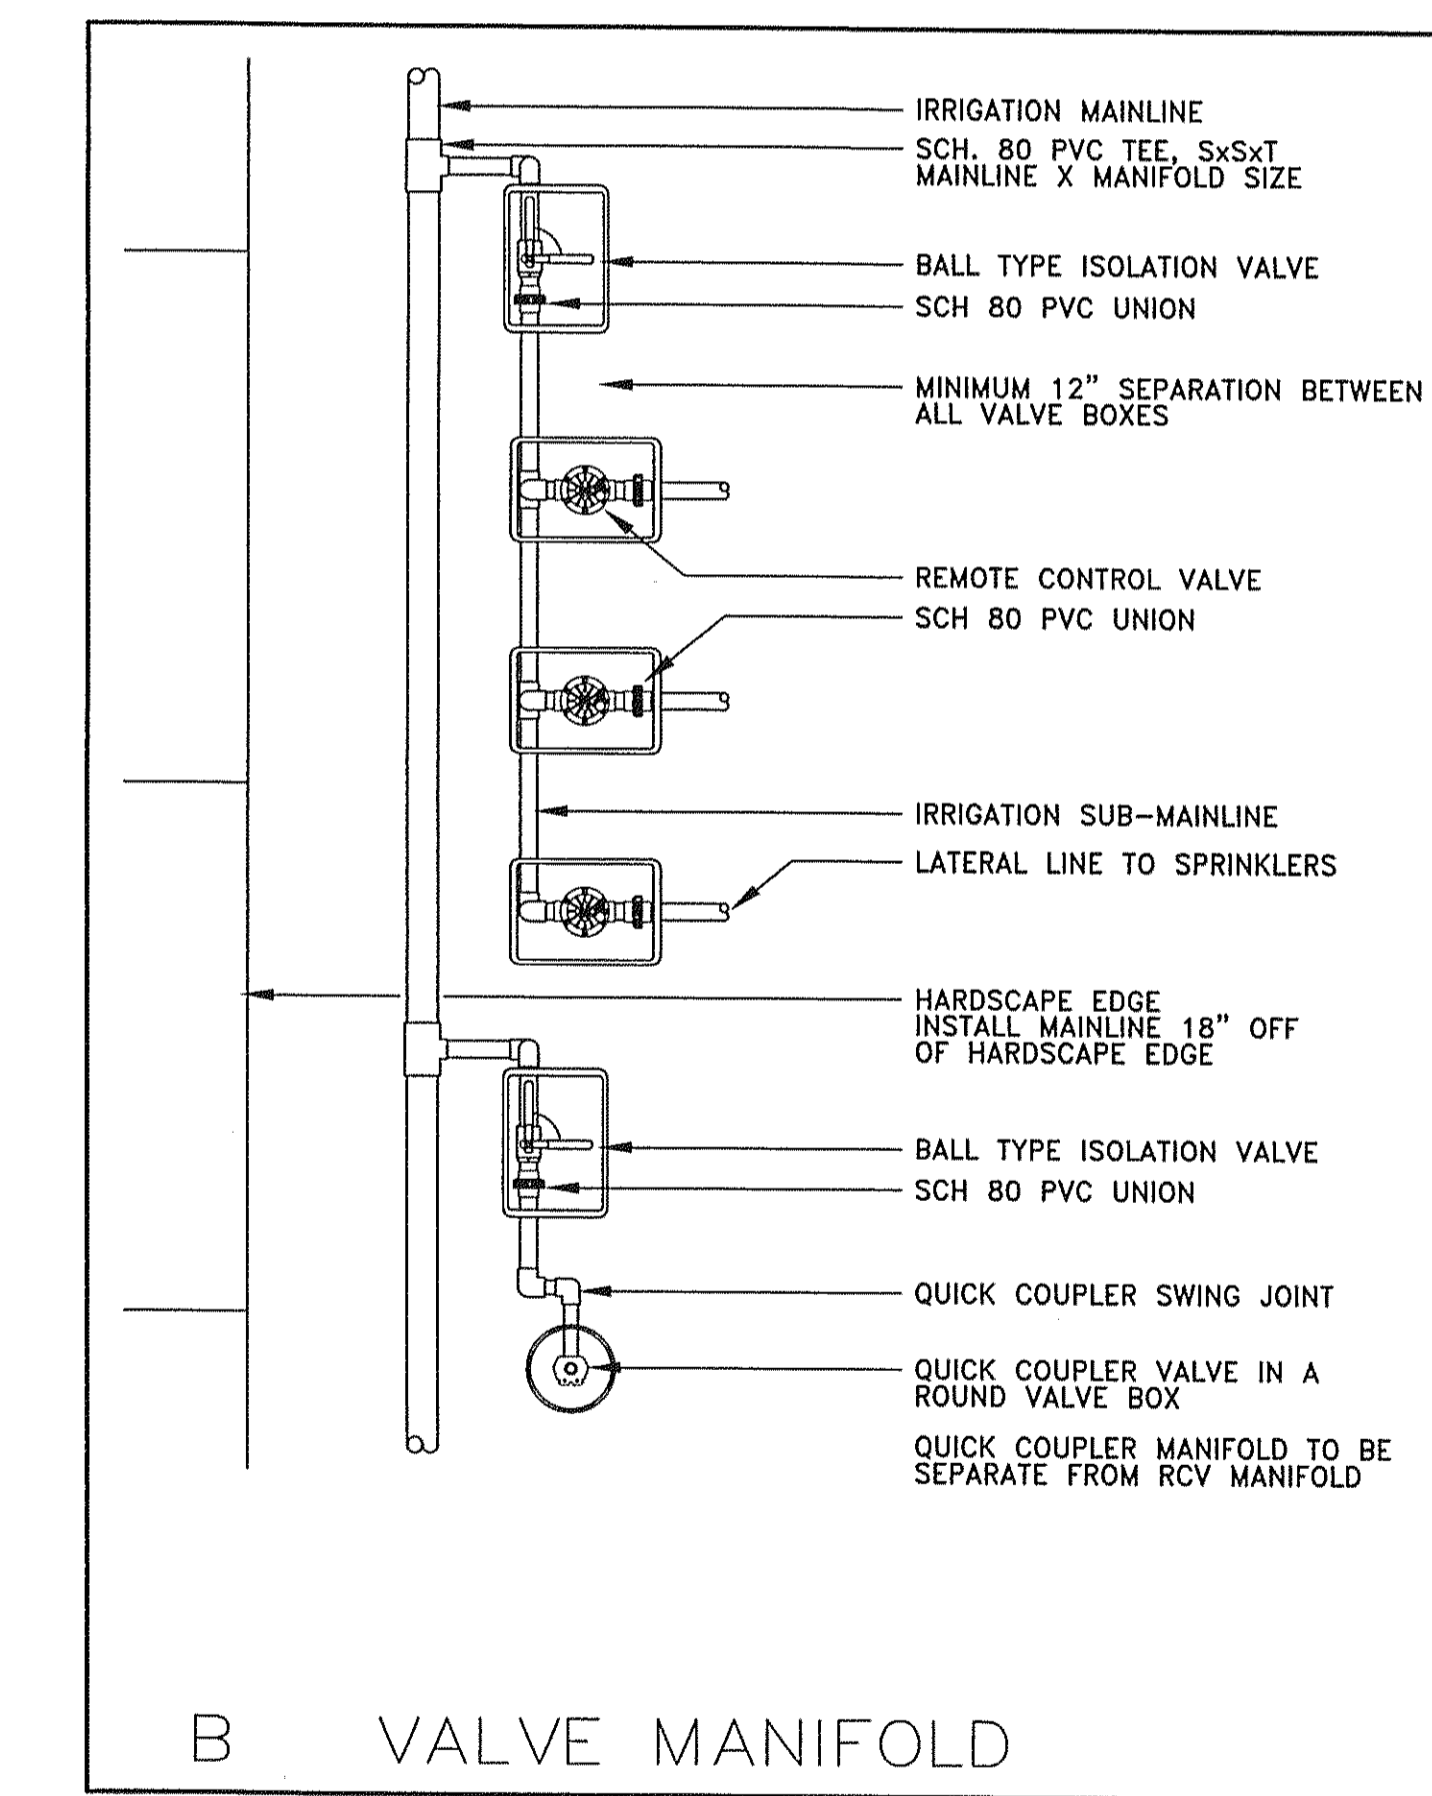 IRRIGATION MAINLINE
SCH. 80 PVC TEE, SxSxT
MAINLINE X MANIFOLD SIZE
BALL TYPE ISOLATION VALVE
SCH 80 PVC UNION
MINIMUM 12" SEPARATION BETWEEN
ALL VALVE BOXES
REMOTE CONTROL VALVE
SCH 80 PVC UNION
IRRIGATION SUB-MAINLINE
LATERAL LINE TO SPRINKLERS
HARDSCAPE EDGE
INSTALL MAINLINE 18" OFF
OF HARDSCAPE EDGE
BALL TYPE ISOLATION VALVE
SCH 80 PVC UNION
QUICK COUPLER SWING JOINT
QUICK COUPLER VALVE IN A
ROUND VALVE BOX
QUICK COUPLER MANIFOLD TO BE
SEPARATE FROM RCV MANIFOLD
B VALVE MANIFOLD